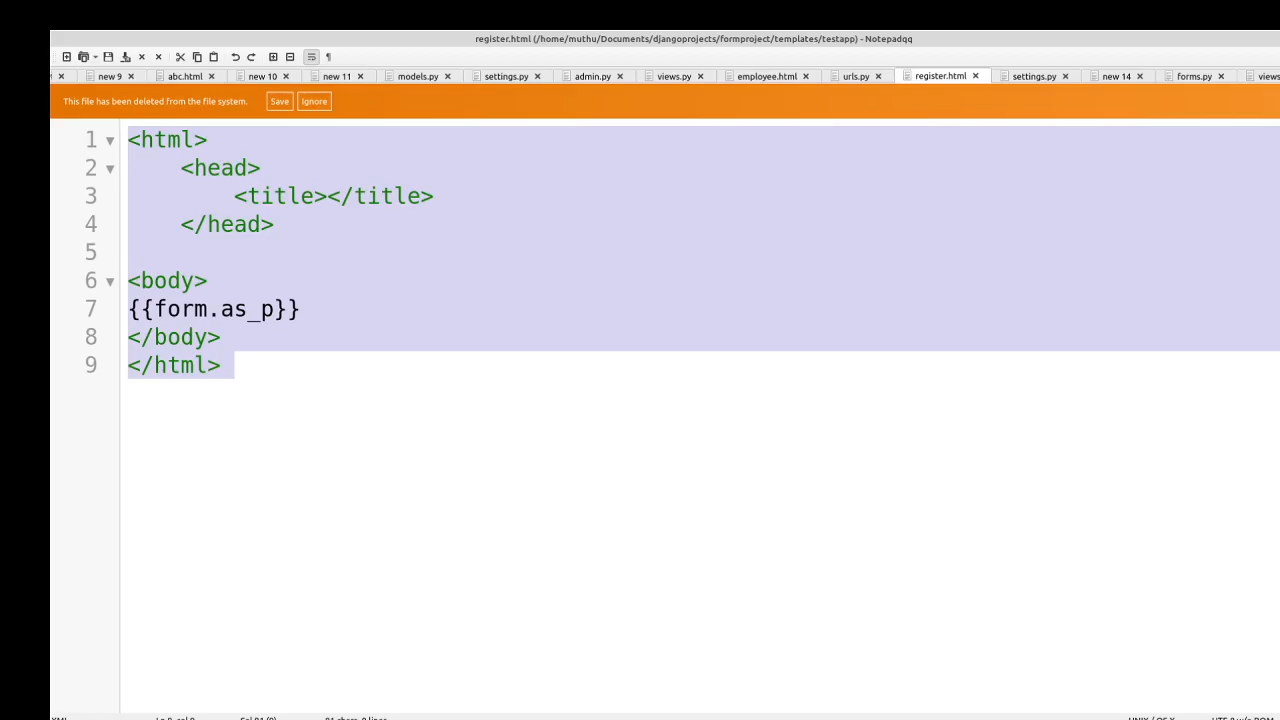 register.html (/home/muthu/Documents/djangoprojects/formproject/templates/testapp) - Notepadqq
new 9 abc.html new 10 new 11 models.py settings.py admin.py views.py employee.html urls.py register.html settings.py new 14 forms.py views
This file has been deleted from the file system. Save Ignore
1 <html>
2 <head>
3 <title></title>
4 </head>
5
6 <body>
7 {{form.as_p}}
8 </body>
9 </html>